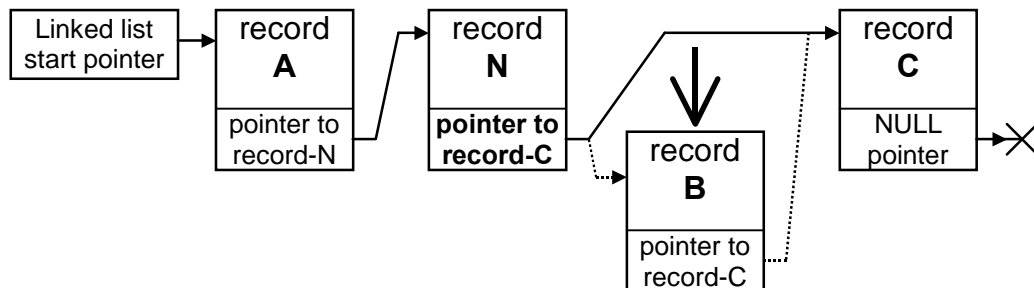 Linked list
start pointer
record
A
pointer to
record-N
record
N
pointer to
record-C
record
B
pointer to
record-C
record
C
NULL
pointer